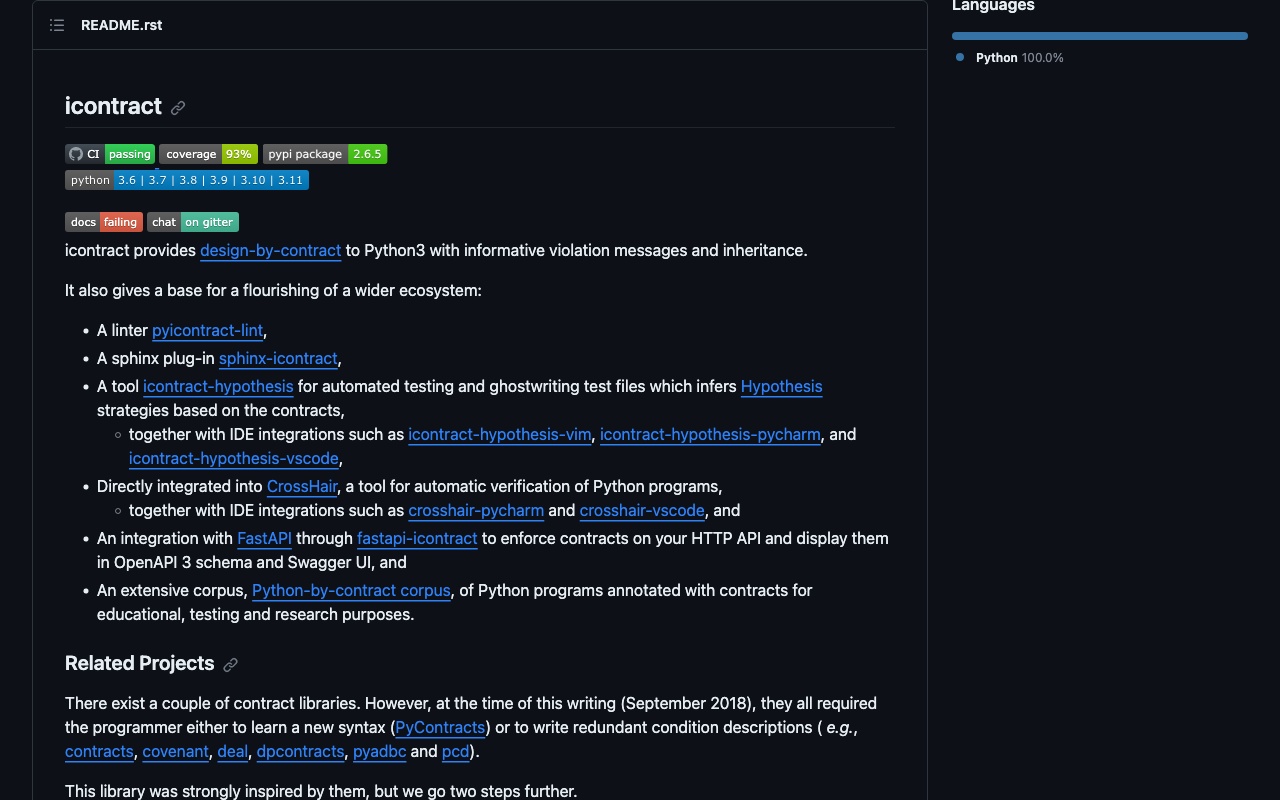 README.rst
Languages
Python 100.0%
icontract
CI passing coverage 93% pypi package 2.6.5
python 3.6 | 3.7 | 3.8 | 3.9 | 3.10 | 3.11
docs failing chat on gitter
icontract provides design-by-contract to Python3 with informative violation messages and inheritance.
It also gives a base for a flourishing of a wider ecosystem:
• A linter pyicontract-lint,
• A sphinx plug-in sphinx-icontract,
• A tool icontract-hypothesis for automated testing and ghostwriting test files which infers Hypothesis
strategies based on the contracts,
◦ together with IDE integrations such as icontract-hypothesis-vim, icontract-hypothesis-pycharm, and
icontract-hypothesis-vscode,
• Directly integrated into CrossHair, a tool for automatic verification of Python programs,
◦ together with IDE integrations such as crosshair-pycharm and crosshair-vscode, and
• An integration with FastAPI through fastapi-icontract to enforce contracts on your HTTP API and display them
in OpenAPI 3 schema and Swagger UI, and
• An extensive corpus, Python-by-contract corpus, of Python programs annotated with contracts for
educational, testing and research purposes.
Related Projects
There exist a couple of contract libraries. However, at the time of this writing (September 2018), they all required
the programmer either to learn a new syntax (PyContracts) or to write redundant condition descriptions ( e.g.,
contracts, covenant, deal, dpcontracts, pyadbc and pcd).
This library was strongly inspired by them, but we go two steps further.